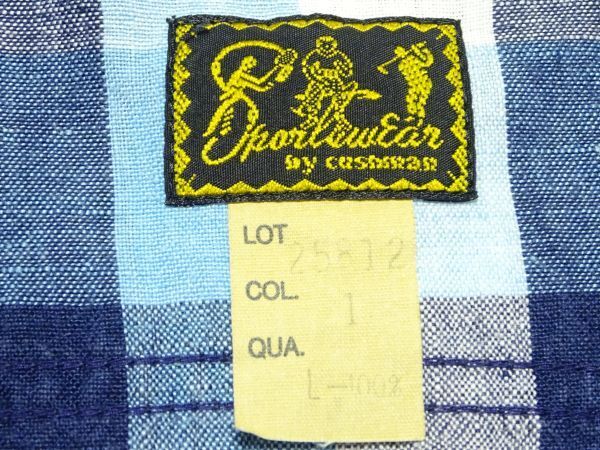 Sportswear
by cushman
LOT
25812
COL.
1
QUA.
L-100%